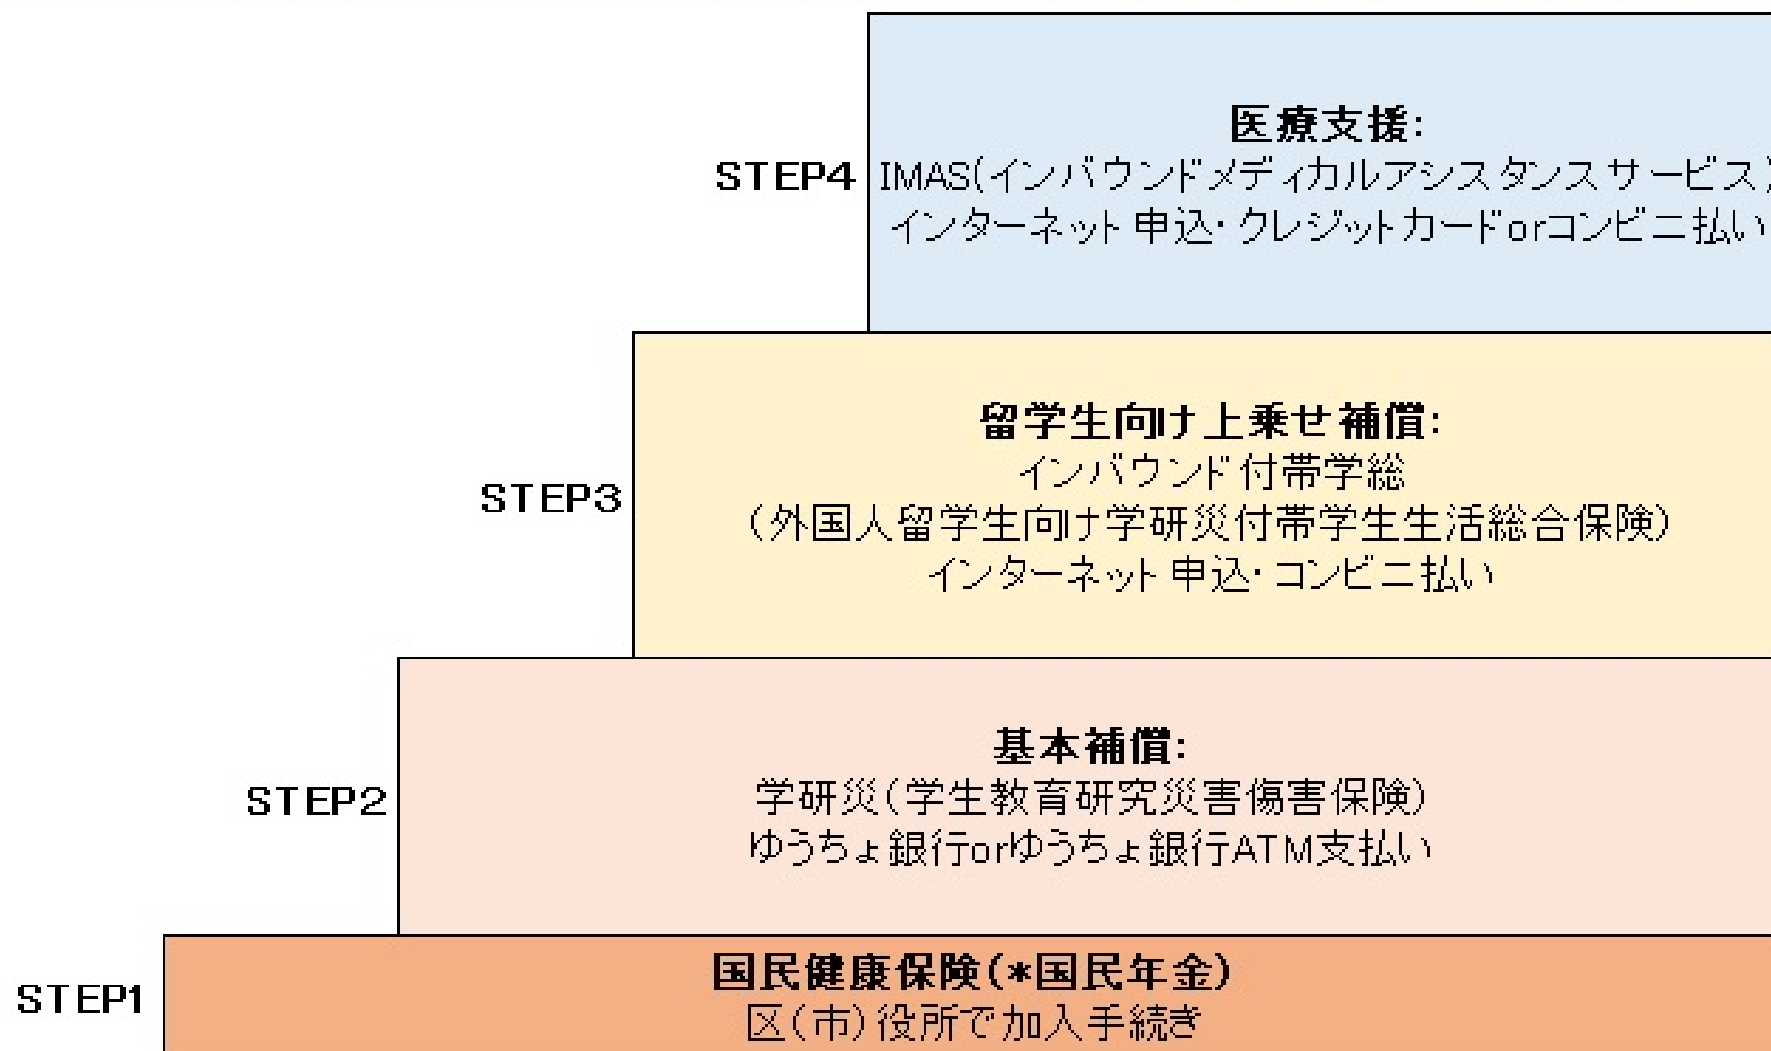 医療支援:
STEP4
IMAS(インバウンドメディカルアシスタンスサービス)
インターネット申込・クレジットカードorコンビニ払い
留学生向け上乗せ補償:
インバウンド付帯学総
STEP3
（外国人留学生向け学研災付帯学生生活総合保険）
インターネット申込・コンビニ払い
基本補償:
STEP2
学研災(学生教育研究災害傷害保険)
ゆうちょ銀行orゆうちょ銀行ATM支払い
国民健康保険(*国民年金)
STEP1
区(市)役所で加入手続き